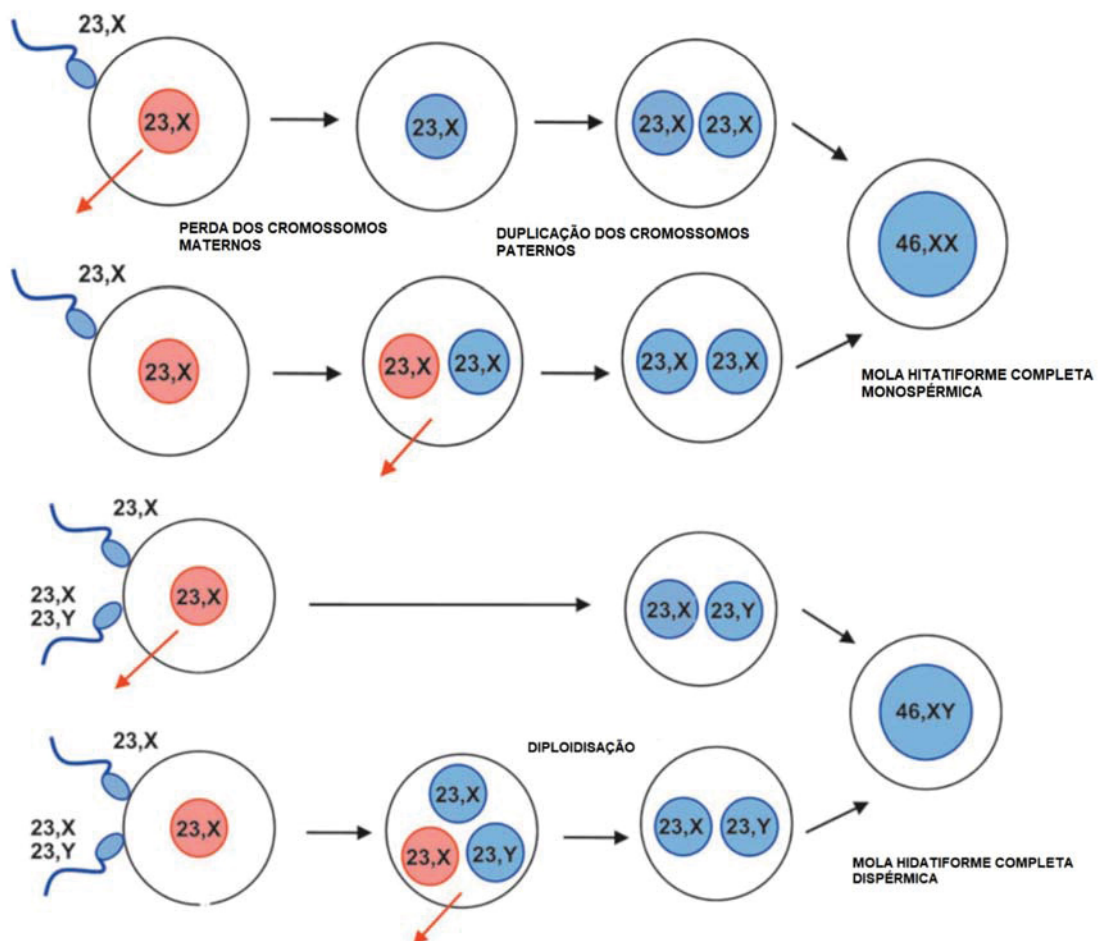 23,X
23,X
23,X
23,X
23,X
PERDA DOS CROMOSSOMOS
MATERNOS
DUPLICAÇÃO DOS CROMOSSOMOS
PATERNOS
46,XX
23,X
23,X
23,X
23,X
23,X
23,X
MOLA HITATIFORME COMPLETA
MONOSPÉRMICA
23,X
23,X
23,Y
23,X
23,X
23,Y
46,XY
23,X
DIPLOIDISAÇÃO
23,X
23,Y
23,X
23,X
23,X
23,Y
23,X
23,Y
MOLA HIDATIFORME COMPLETA
DISPÉRMICA